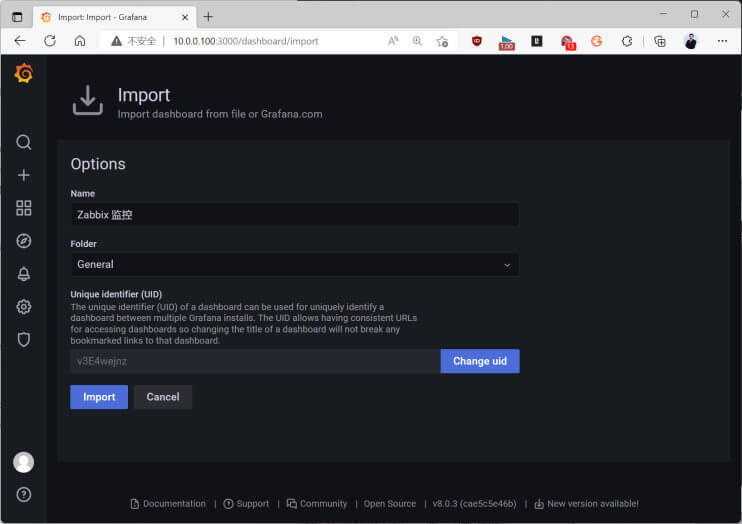 Import: Import - Grafana
不安全 | 10.0.0.100:3000/dashboard/import
1.00
13
Import
Import dashboard from file or Grafana.com
Options
Name
Zabbix 监控
Folder
General
Unique identifier (UID)
The unique identifier (UID) of a dashboard can be used for uniquely identify a
dashboard between multiple Grafana installs. The UID allows having consistent URLs
for accessing dashboards so changing the title of a dashboard will not break any
bookmarked links to that dashboard.
v3E4wejnz
Change uid
Import
Cancel
Documentation | Support | Community | Open Source | v8.0.3 (cae5c5e46b) | New version available!